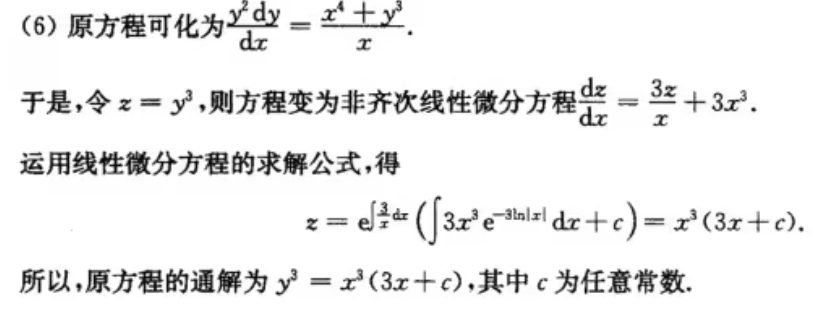 (6) 原方程可化为 \frac{y^2 dy}{dx} = \frac{x^4 + y^3}{x}.
于是,令 z = y^3,则方程变为非齐次线性微分方程 \frac{dz}{dx} = \frac{3z}{x} + 3x^3.
运用线性微分方程的求解公式,得
z = e^{\int \frac{3}{x} dx} (\int 3x^3 e^{-3\ln|x|} dx + c) = x^3(3x + c).
所以,原方程的通解为 y^3 = x^3(3x + c),其中 c 为任意常数.